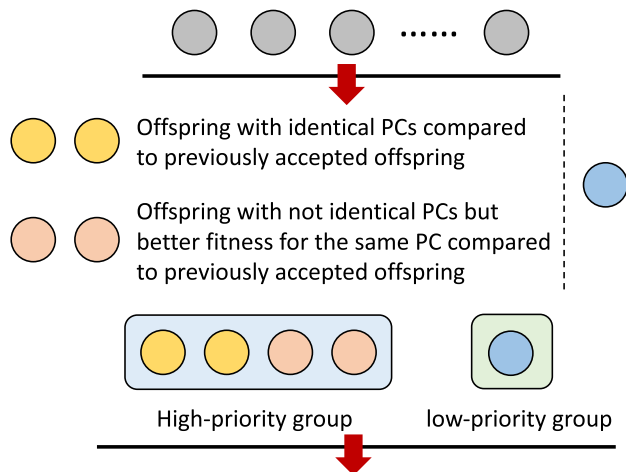 ......
Offspring with identical PCs compared
to previously accepted offspring
Offspring with not identical PCs but
better fitness for the same PC compared
to previously accepted offspring
High-priority group
low-priority group